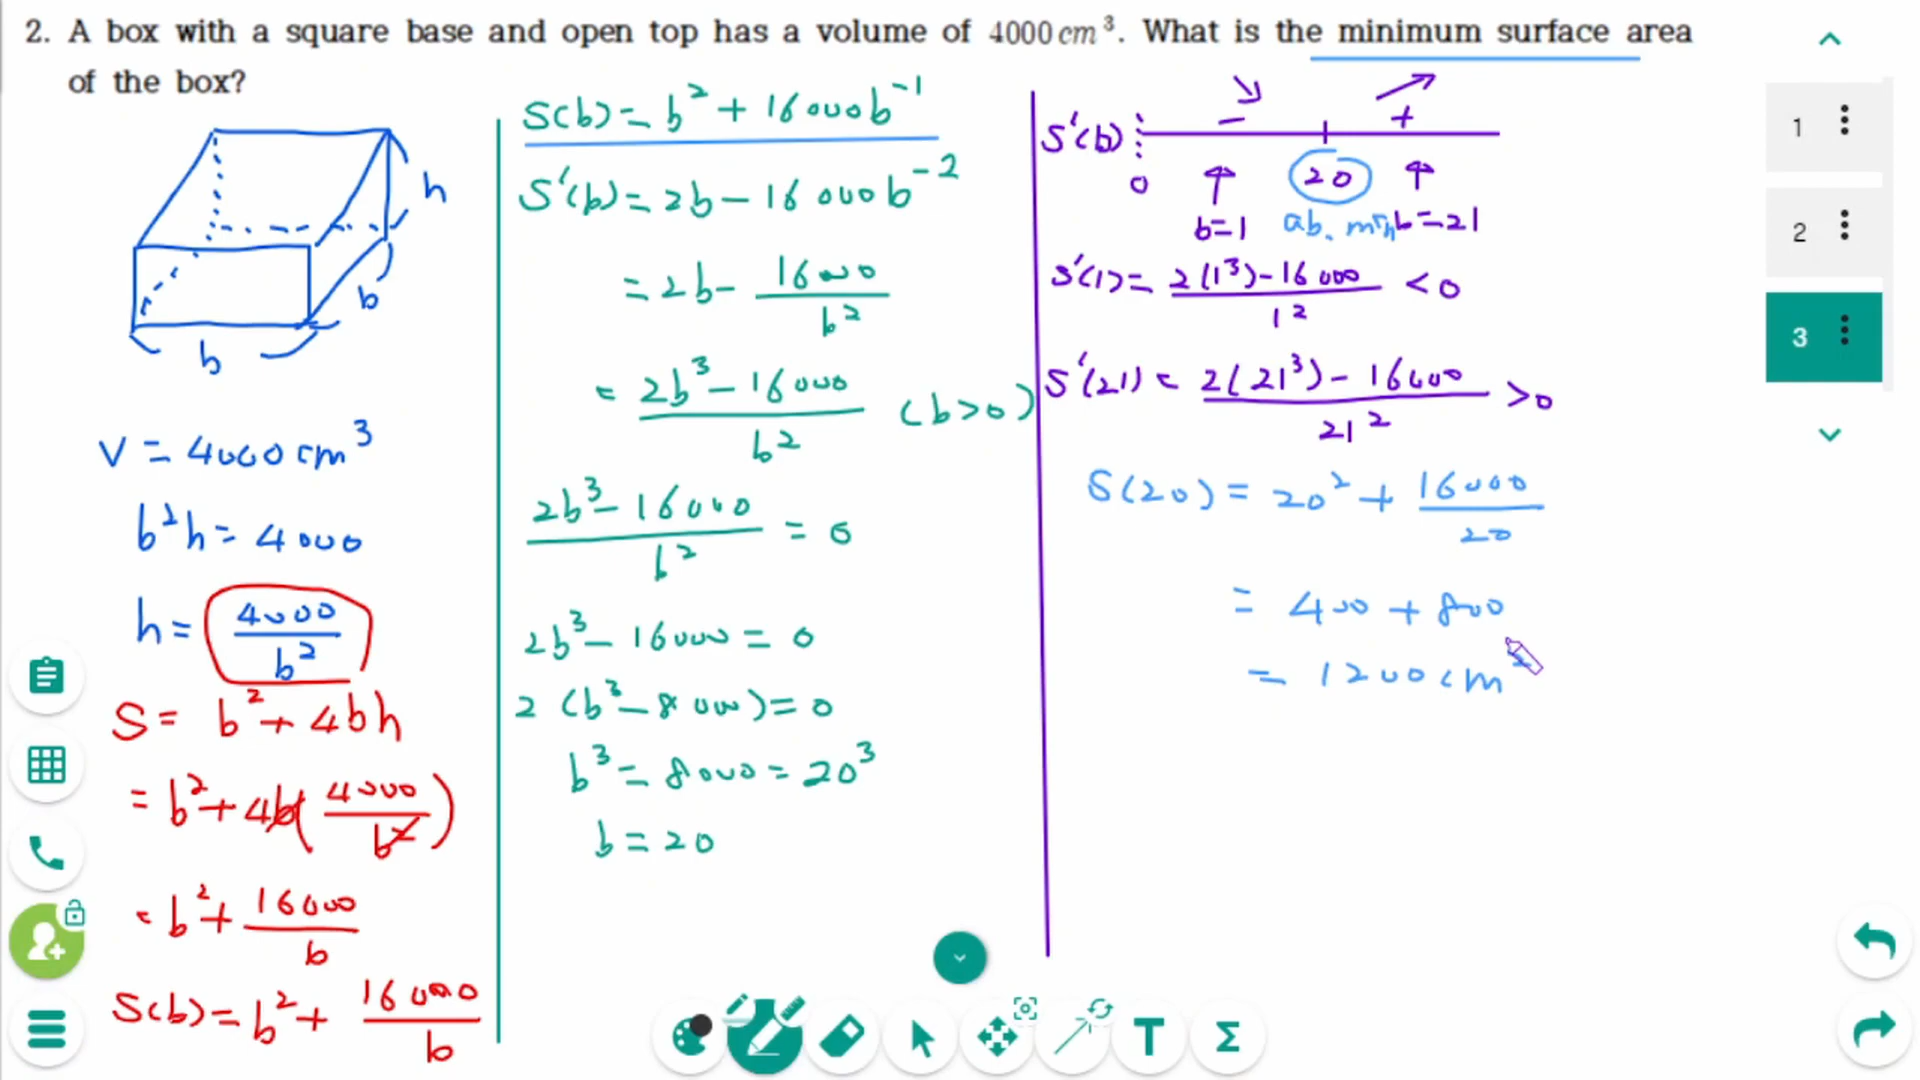 2. A box with a square base and open top has a volume of 4000 cm³. What is the minimum surface area
of the box?
h
b
b
V = 4000 cm³
b²h = 4000
h = 4000/b²
S = b² + 4bh
= b² + 4b(4000/b²)
= b² + 16000/b
S(b) = b² + 16000/b
S(b) = b² + 16000b⁻¹
S'(b) = 2b - 16000b⁻²
= 2b - 16000/b²
= (2b³ - 16000)/b² (b>0)
(2b³ - 16000)/b² = 0
2b³ - 16000 = 0
2(b³ - 8000) = 0
b³ = 8000 = 20³
b = 20
S'(b) - +
0 20
b=1 ab. min b=21
S'(1) = (2(1³) - 16000)/1² < 0
S'(21) = (2(21³) - 16000)/21² > 0
S(20) = 20² + 16000/20
= 400 + 800
= 1200 cm²
1
2
3
T
Σ